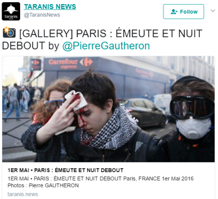 TARANIS NEWS
@TaranisNews
Follow
[GALLERY] PARIS : ÉMEUTE ET NUIT
DEBOUT by @PierreGautheron
Carrefour
1ER MAI • PARIS : ÉMEUTE ET NUIT DEBOUT
1ER MAI • PARIS : ÉMEUTE ET NUIT DEBOUT Paris, FRANCE 1er Mai 2016
Photos : Pierre GAUTHERON
taranis.news